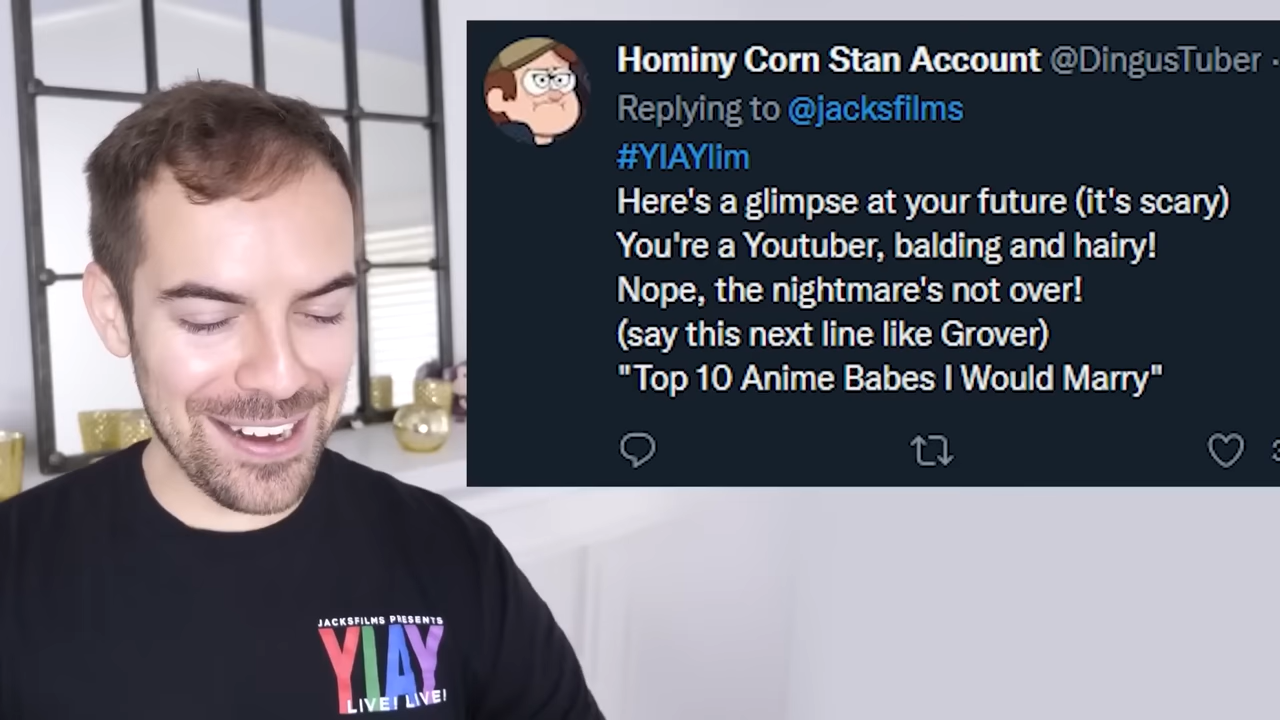 Hominy Corn Stan Account @DingusTuber ·
Replying to @jacksfilms
#YIAYlim
Here's a glimpse at your future (it's scary)
You're a Youtuber, balding and hairy!
Nope, the nightmare's not over!
(say this next line like Grover)
"Top 10 Anime Babes I Would Marry"
JACKSFILMS PRESENTS
YIAY
LIVE! LIVE!